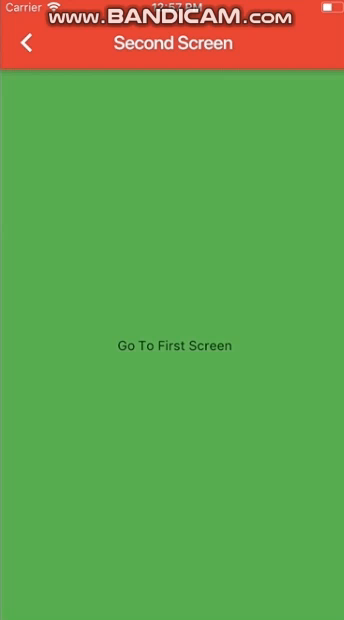 Carrier
www.BANDICAM.com
Second Screen
Go To First Screen